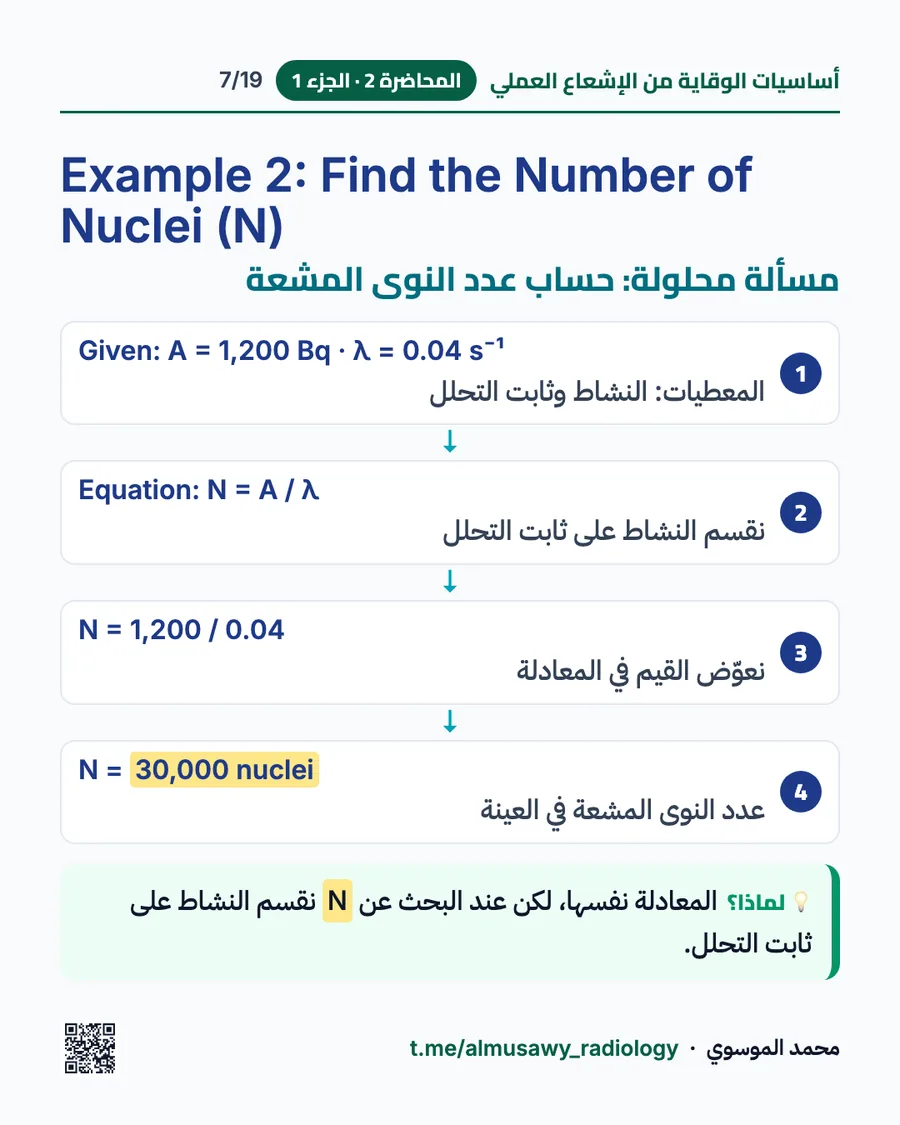 أساسيات الوقاية من الإشعاع العملي
المحاضرة 2 · الجزء 1
7/19
Example 2: Find the Number of
Nuclei (N)
مسألة محلولة: حساب عدد النوى المشعة
1
Given: A = 1,200 Bq · λ = 0.04 s⁻¹
المعطيات: النشاط وثابت التحلل
↓
2
Equation: N = A / λ
نقسم النشاط على ثابت التحلل
↓
3
N = 1,200 / 0.04
نعوّض القيم في المعادلة
↓
4
N = 30,000 nuclei
عدد النوى المشعة في العينة
💡 لماذا؟ المعادلة نفسها، لكن عند البحث عن N نقسم النشاط على
ثابت التحلل.
محمد الموسوي · t.me/almusawy_radiology